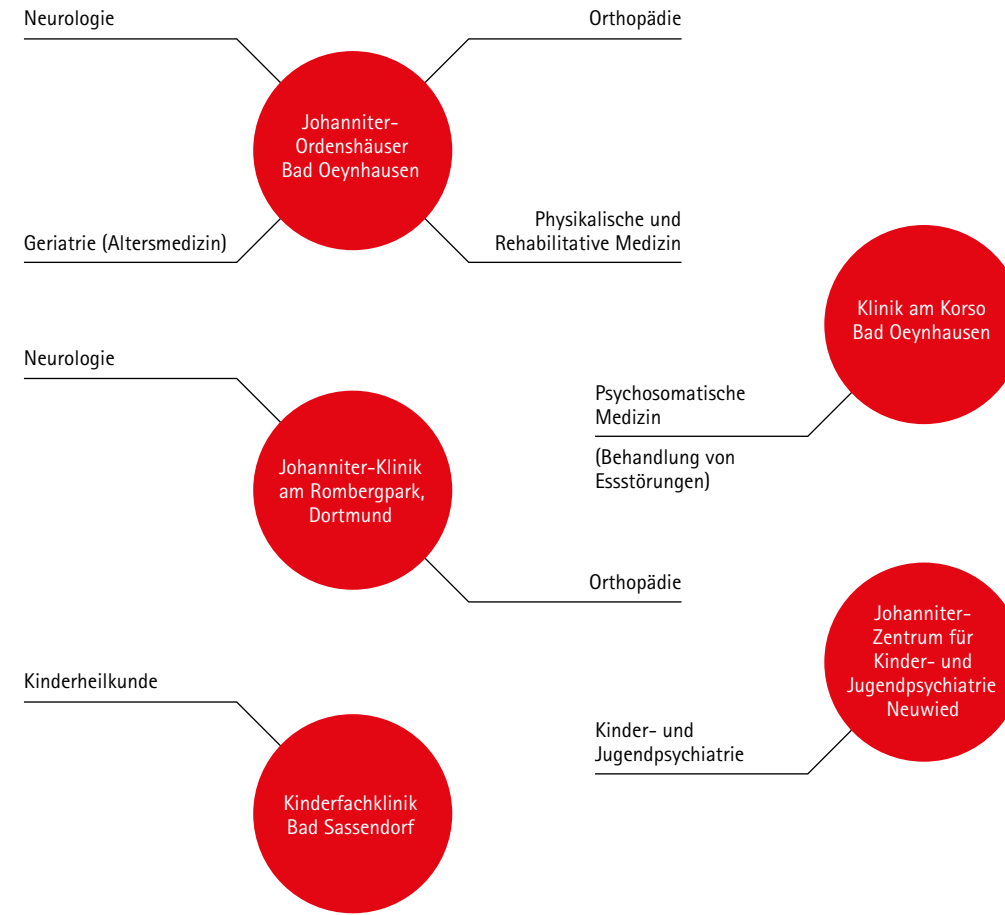 Neurologie
Orthopädie
Johanniter-
Ordenshäuser
Bad Oeynhausen
Geriatrie (Altersmedizin)
Physikalische und
Rehabilitative Medizin
Klinik am Korso
Bad Oeynhausen
Psychosomatische
Medizin
(Behandlung von
Essstörungen)
Neurologie
Johanniter-Klinik
am Rombergpark,
Dortmund
Orthopädie
Johanniter-
Zentrum für
Kinder- und
Jugendpsychiatrie
Neuwied
Kinder- und
Jugendpsychiatrie
Kinderheilkunde
Kinderfachklinik
Bad Sassendorf